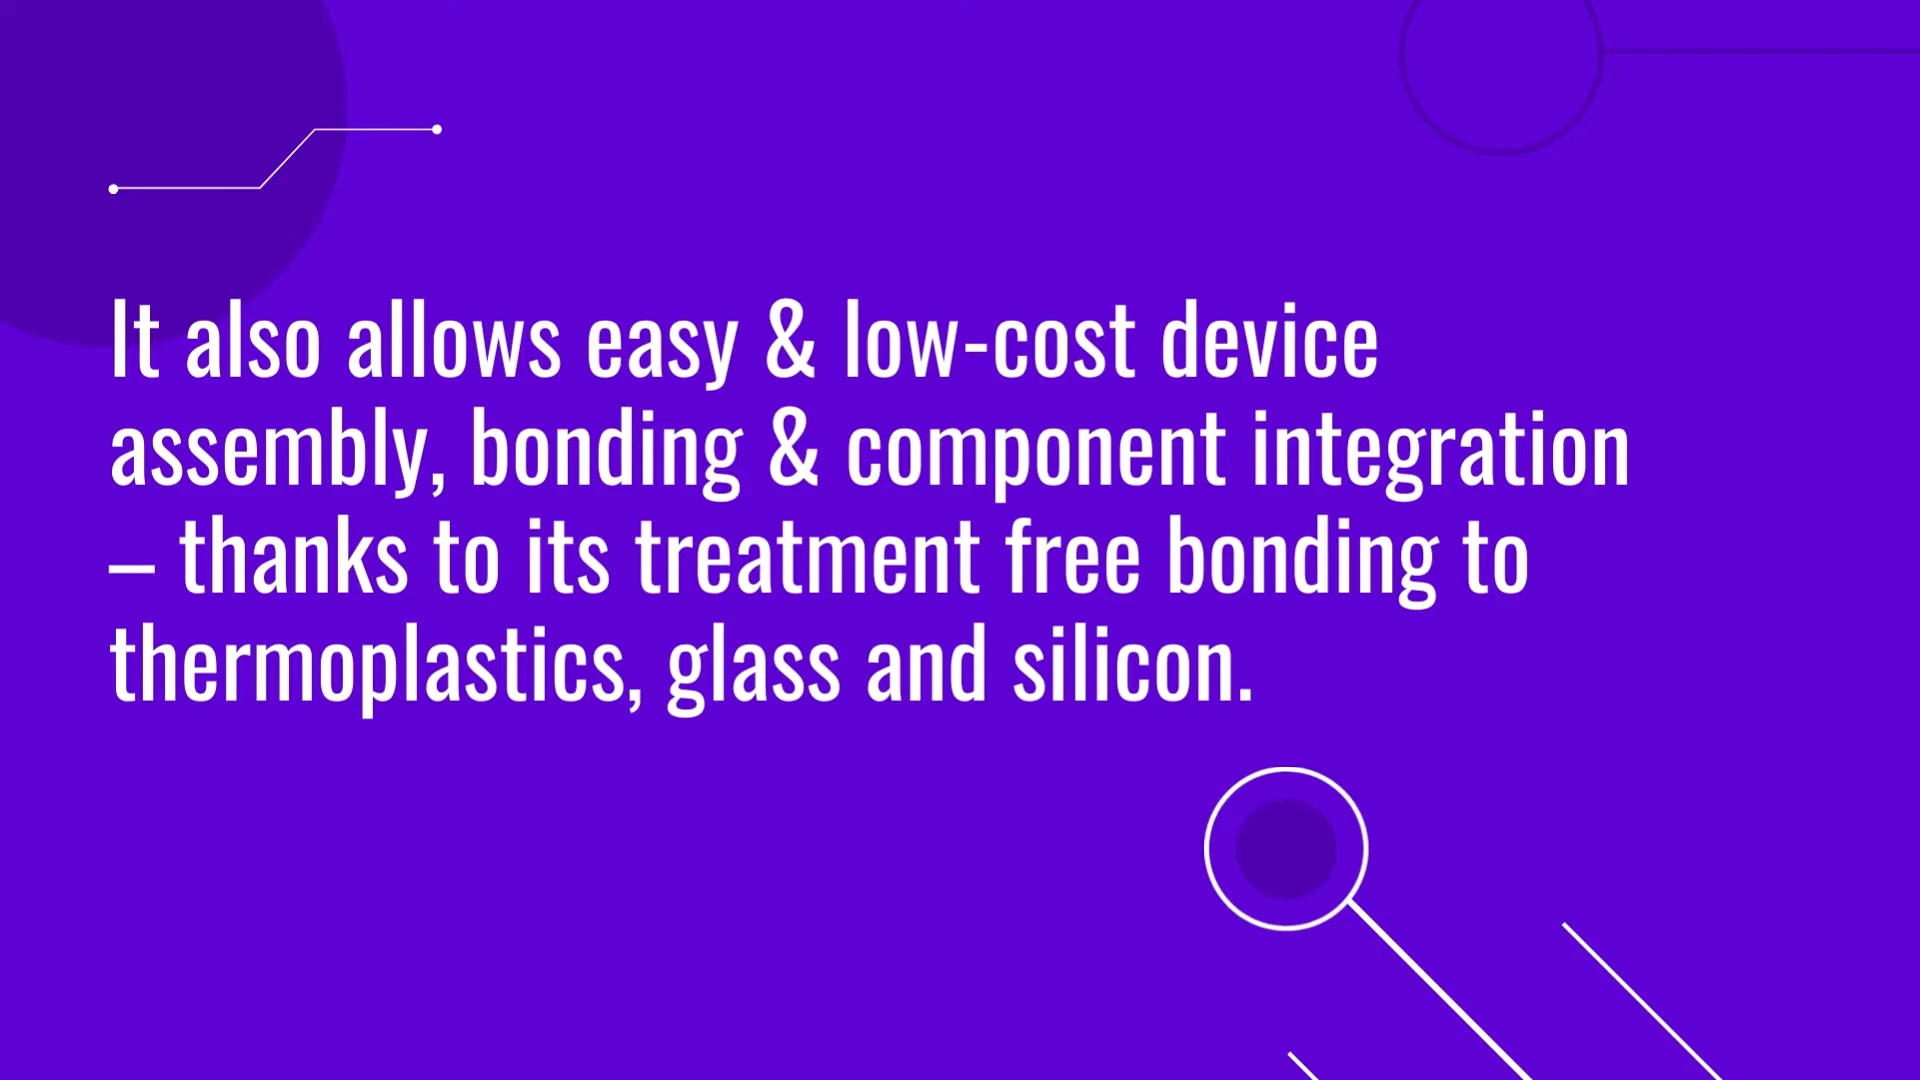 It also allows easy & low-cost device
assembly, bonding & component integration
– thanks to its treatment free bonding to
thermoplastics, glass and silicon.